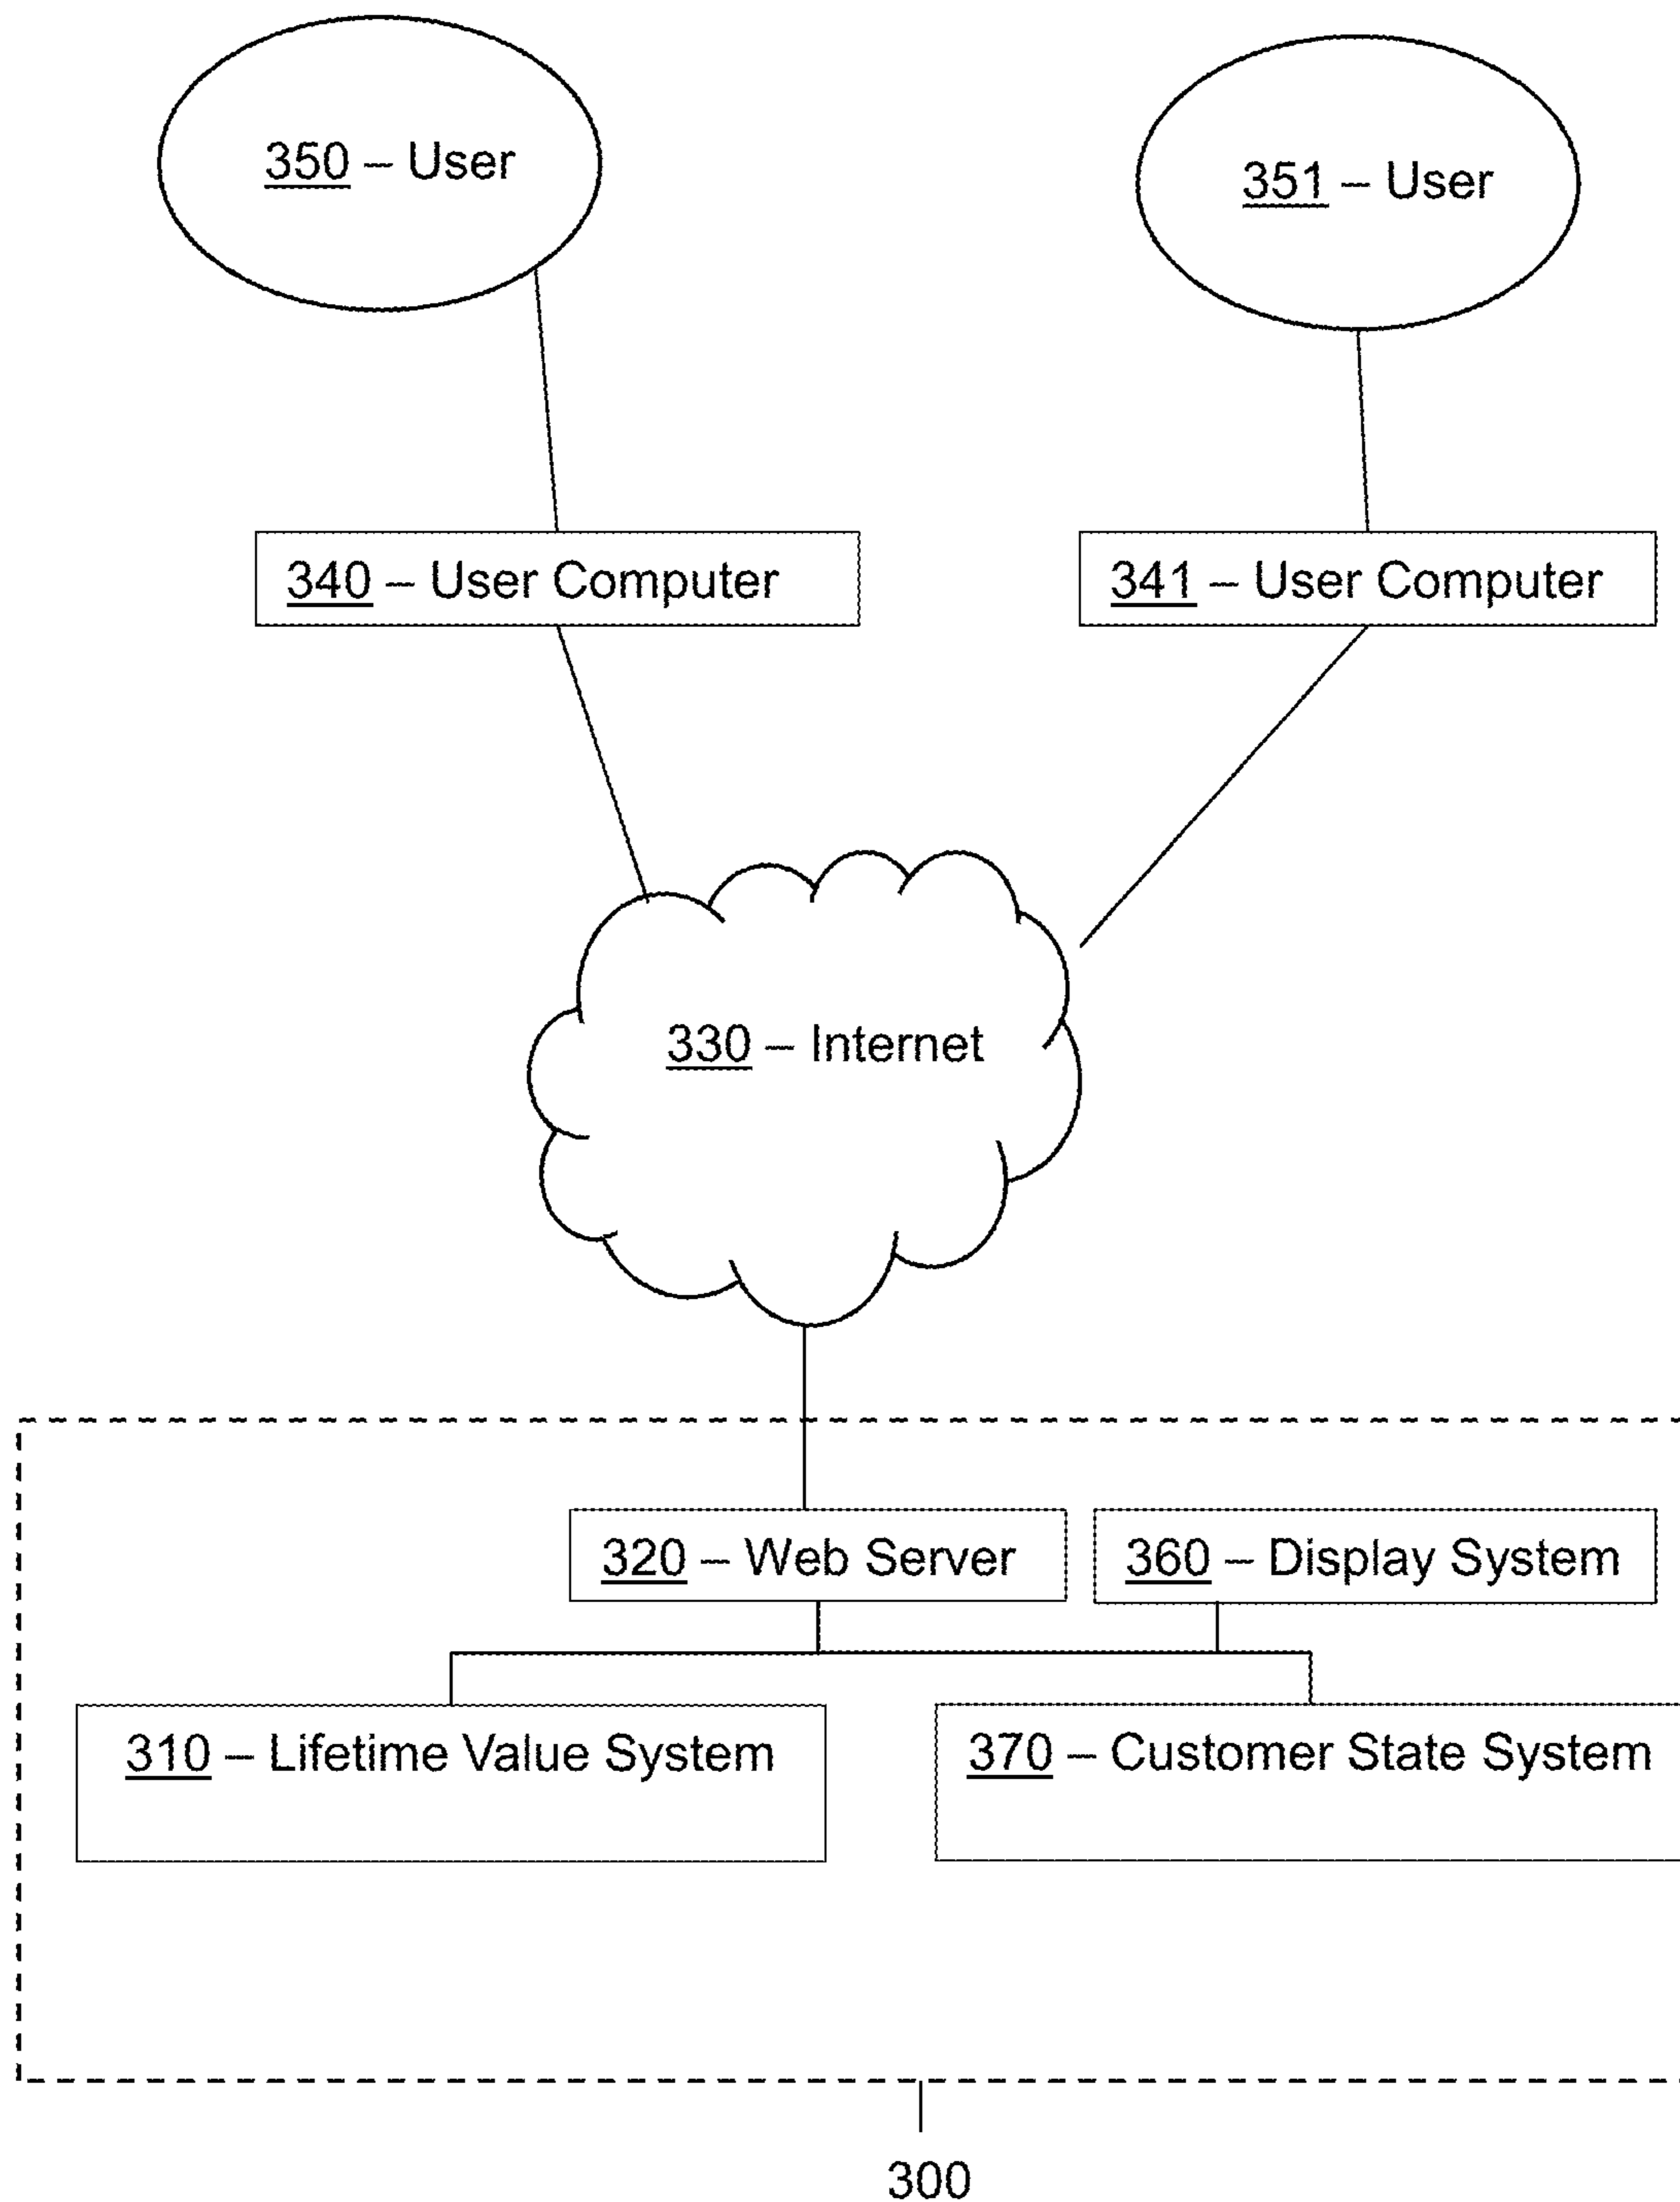 350 – User
351 – User
340 – User Computer
341 – User Computer
330 – Internet
320 – Web Server
360 – Display System
310 – Lifetime Value System
370 – Customer State System
300